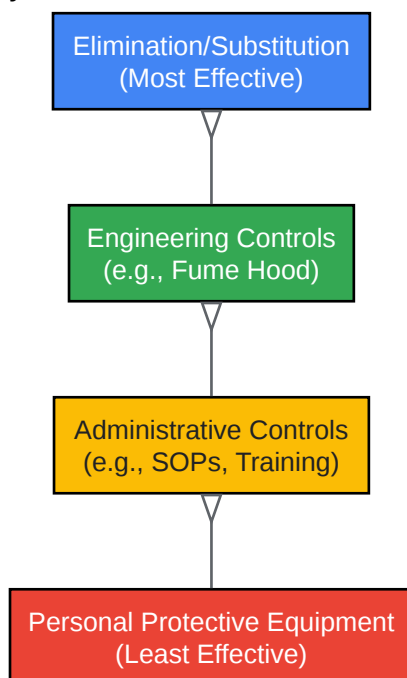 Elimination/Substitution
(Most Effective)
Engineering Controls
(e.g., Fume Hood)
Administrative Controls
(e.g., SOPs, Training)
Personal Protective Equipment
(Least Effective)